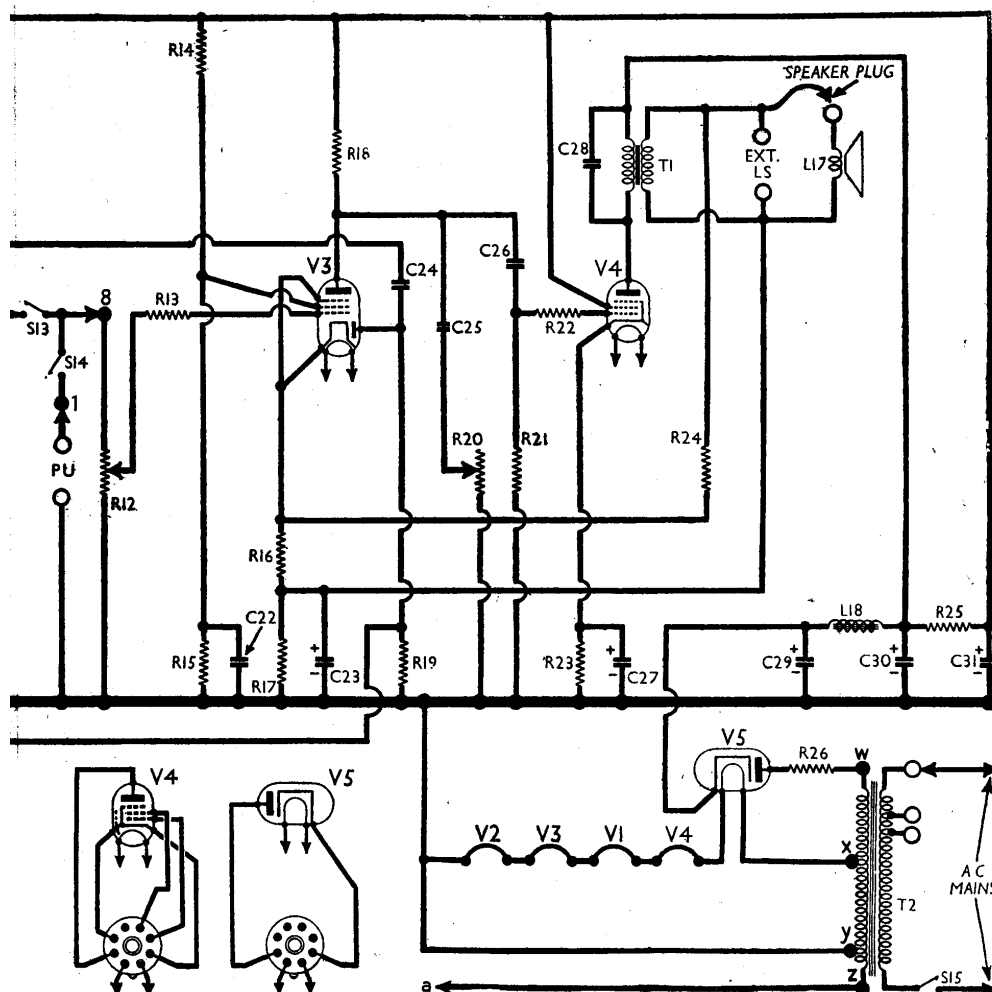 R14
SPEAKER PLUG
R18
C28
T1
EXT.
LS
L17
V3
C24
C26
V4
8
R13
S13
C25
R22
S14
1
R20
R21
R24
PU
R12
R16
C22
L18
R25
R15
R17
+
-
C23
R19
R23
+
-
C27
C29
+
-
C30
+
-
C31
+
-
V4
V5
V5
R26
W
V2
V3
V1
V4
X
A C
MAINS
T2
y
Z
S15
a